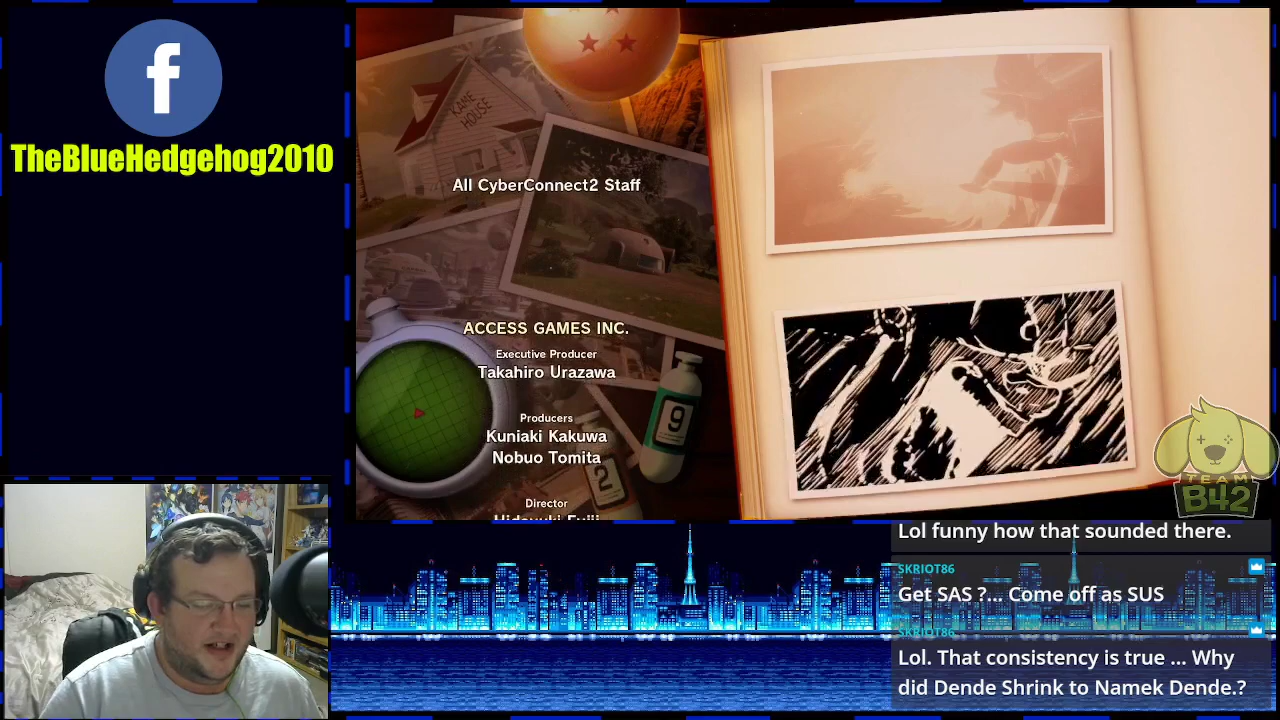 f
TheBlueHedgehog2010
KAME
HOUSE
All CyberConnect2 Staff
ACCESS GAMES INC.
Executive Producer
Takahiro Urazawa
Producers
Kuniaki Kakuwa
Nobuo Tomita
Director
9
2
TEAM
B42
Lol funny how that sounded there.
SKRIOT86
Get SAS ?... Come off as SUS
SKRIOT86
Lol. That consistency is true ... Why
did Dende Shrink to Namek Dende.?